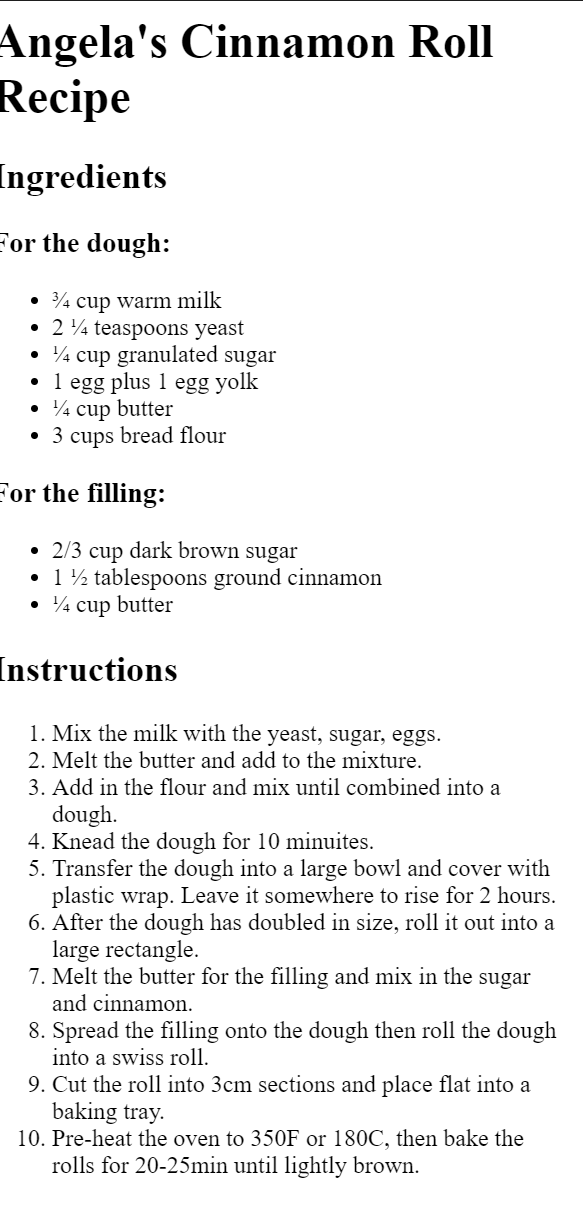 Angela's Cinnamon Roll
Recipe
Ingredients
For the dough:
• ¾ cup warm milk
• 2 ¼ teaspoons yeast
• ¼ cup granulated sugar
• 1 egg plus 1 egg yolk
• ¼ cup butter
• 3 cups bread flour
For the filling:
• 2/3 cup dark brown sugar
• 1 ½ tablespoons ground cinnamon
• ¼ cup butter
Instructions
1. Mix the milk with the yeast, sugar, eggs.
2. Melt the butter and add to the mixture.
3. Add in the flour and mix until combined into a
dough.
4. Knead the dough for 10 minuites.
5. Transfer the dough into a large bowl and cover with
plastic wrap. Leave it somewhere to rise for 2 hours.
6. After the dough has doubled in size, roll it out into a
large rectangle.
7. Melt the butter for the filling and mix in the sugar
and cinnamon.
8. Spread the filling onto the dough then roll the dough
into a swiss roll.
9. Cut the roll into 3cm sections and place flat into a
baking tray.
10. Pre-heat the oven to 350F or 180C, then bake the
rolls for 20-25min until lightly brown.